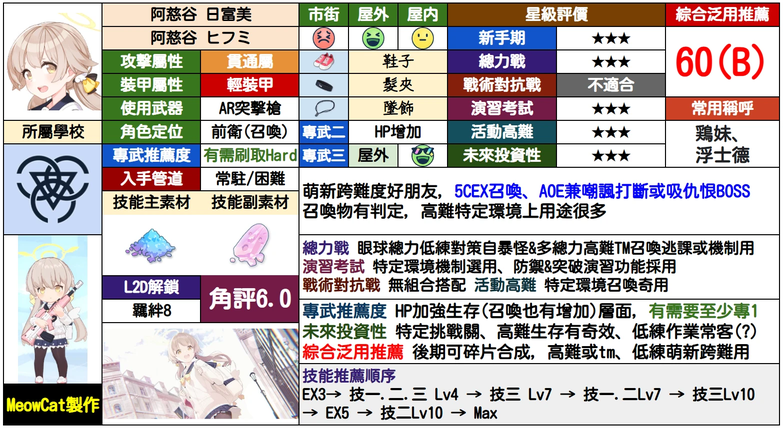 阿慈谷 日富美
阿慈谷 ヒフミ
攻擊屬性 貫通屬
裝甲屬性 輕裝甲
使用武器 AR突擊槍
所屬學校 角色定位 前衛(召喚)
專武推薦度 有需刷取Hard
入手管道 常駐/困難
技能主素材 技能副素材
L2D解鎖
羈絆8
角評6.0
MeowCat製作
市街 屋外 屋內
鞋子
髮夾
墜飾
專武二 HP增加
專武三 屋外
星級評價
新手期 ★★★
總力戰 ★★★
戰術對抗戰 不適合
演習考試 ★★★
活動高難 ★★★
未來投資性 ★★★
綜合泛用推薦
60(B)
常用稱呼
鶏妹、
浮士德
萌新跨難度好朋友, 5CEX召喚、AOE兼嘲諷打斷或吸仇恨BOSS
召喚物有判定, 高難特定環境上用途很多
總力戰 眼球總力低練對策自暴怪&多總力高難TM召喚逃課或機制用
演習考試 特定環境機制選用、防禦&突破演習功能採用
戰術對抗戰 無組合搭配 活動高難 特定環境召喚奇用
專武推薦度 HP加強生存(召喚也有增加)層面, 有需要至少專1
未來投資性 特定挑戰關、高難生存有奇效、低練作業常客(?)
綜合泛用推薦 後期可碎片合成, 高難或tm、低練萌新跨難用
技能推薦順序
EX3→ 技一.二.三 Lv4 → 技三 Lv7 → 技一.二Lv7 → 技三Lv10
→ EX5 → 技二Lv10 → Max